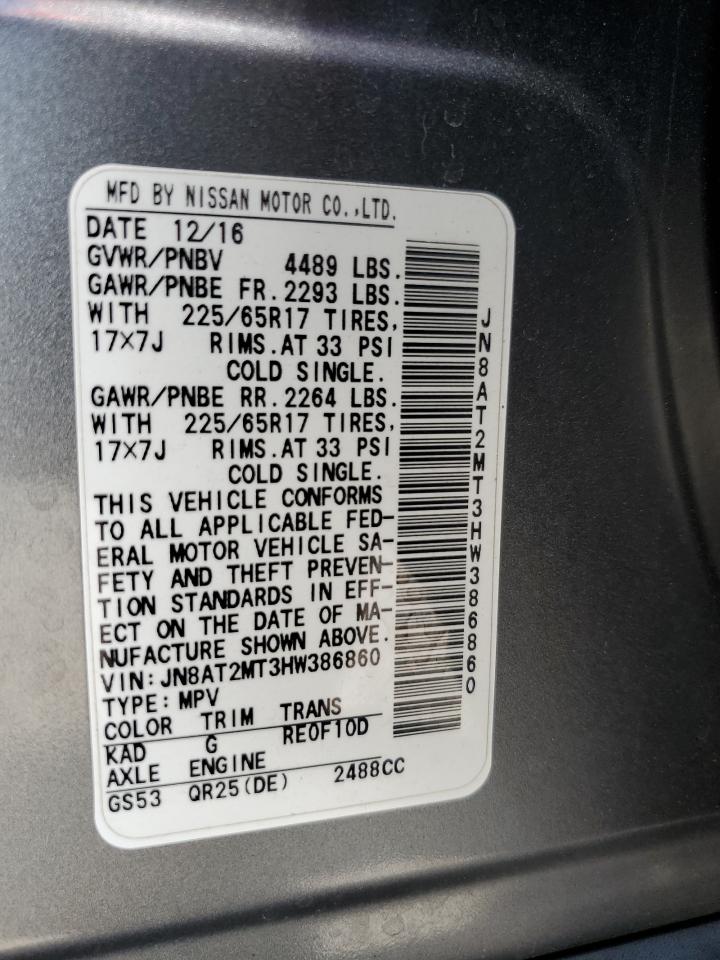 MFD BY NISSAN MOTOR CO.,LTD.
DATE 12/16
GVWR/PNBV 4489 LBS.
GAWR/PNBE FR. 2293 LBS.
WITH 225/65R17 TIRES,
17×7J RIMS.AT 33 PSI
COLD SINGLE.
GAWR/PNBE RR. 2264 LBS.
WITH 225/65R17 TIRES,
17×7J RIMS.AT 33 PSI
COLD SINGLE.
THIS VEHICLE CONFORMS
TO ALL APPLICABLE FED-
ERAL MOTOR VEHICLE SA-
FETY AND THEFT PREVEN-
TION STANDARDS IN EFF-
ECT ON THE DATE OF MA-
NUFACTURE SHOWN ABOVE.
VIN:JN8AT2MT3HW386860
TYPE:MPV
COLOR TRIM TRANS
KAD G RE0F10D
AXLE ENGINE
GS53 QR25(DE) 2488CC
JN8AT2MT3HW386860